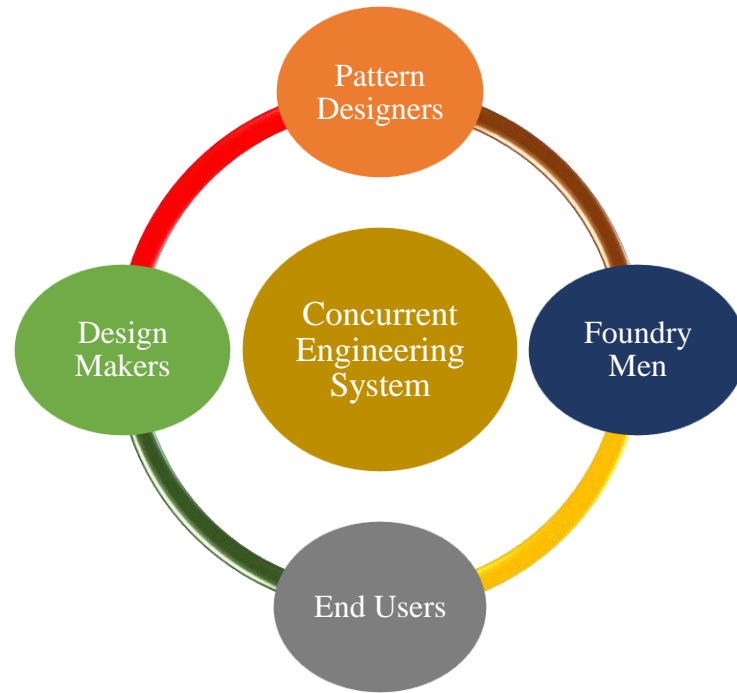 Pattern
Designers
Design
Makers
Concurrent
Engineering
System
Foundry
Men
End Users